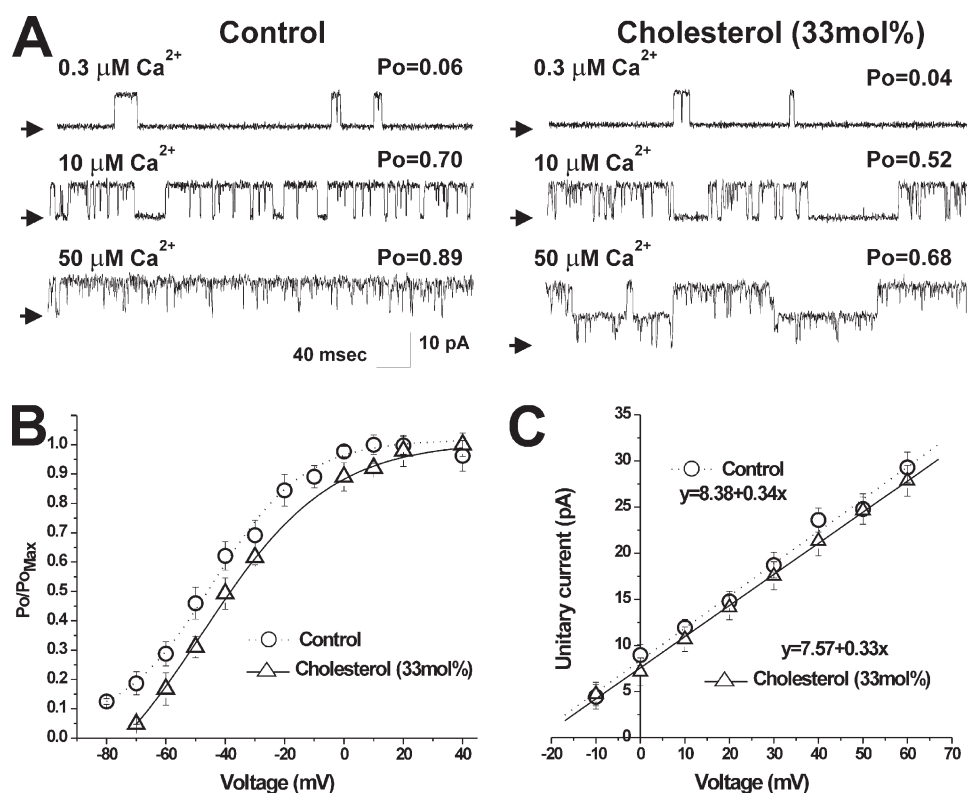 A
Control
Cholesterol (33mol%)
0.3 μM Ca²⁺
Po=0.06
0.3 μM Ca²⁺
Po=0.04
10 μM Ca²⁺
Po=0.70
10 μM Ca²⁺
Po=0.52
50 μM Ca²⁺
Po=0.89
50 μM Ca²⁺
Po=0.68
40 msec
10 pA
B
1.0
0.9
0.8
0.7
0.6
0.5
0.4
0.3
0.2
0.1
0.0
Po/PoMax
Control
Cholesterol (33mol%)
-80 -60 -40 -20 0 20 40
Voltage (mV)
C
35
30
25
20
15
10
5
0
Unitary current (pA)
Control
y=8.38+0.34x
y=7.57+0.33x
Cholesterol (33mol%)
-20 -10 0 10 20 30 40 50 60 70
Voltage (mV)